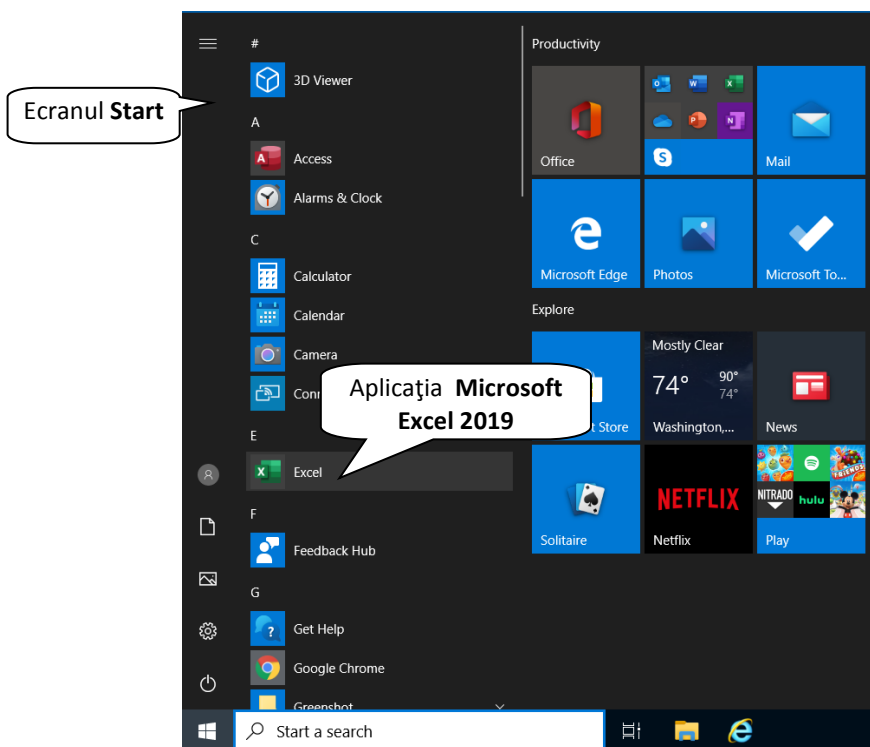 Ecranul Start
#
3D Viewer
A
Access
Alarms & Clock
C
Calculator
Calendar
Camera
Conn
Aplicaţia Microsoft
Excel 2019
E
Excel
F
Feedback Hub
G
Get Help
Google Chrome
Greenshot
Start a search
Productivity
Office
Mail
Microsoft Edge
Photos
Microsoft To...
Explore
t Store
Mostly Clear
74° 90°
74°
Washington,...
News
Solitaire
NETFLIX
Netflix
NITRADO
hulu
FRIENDS
Play